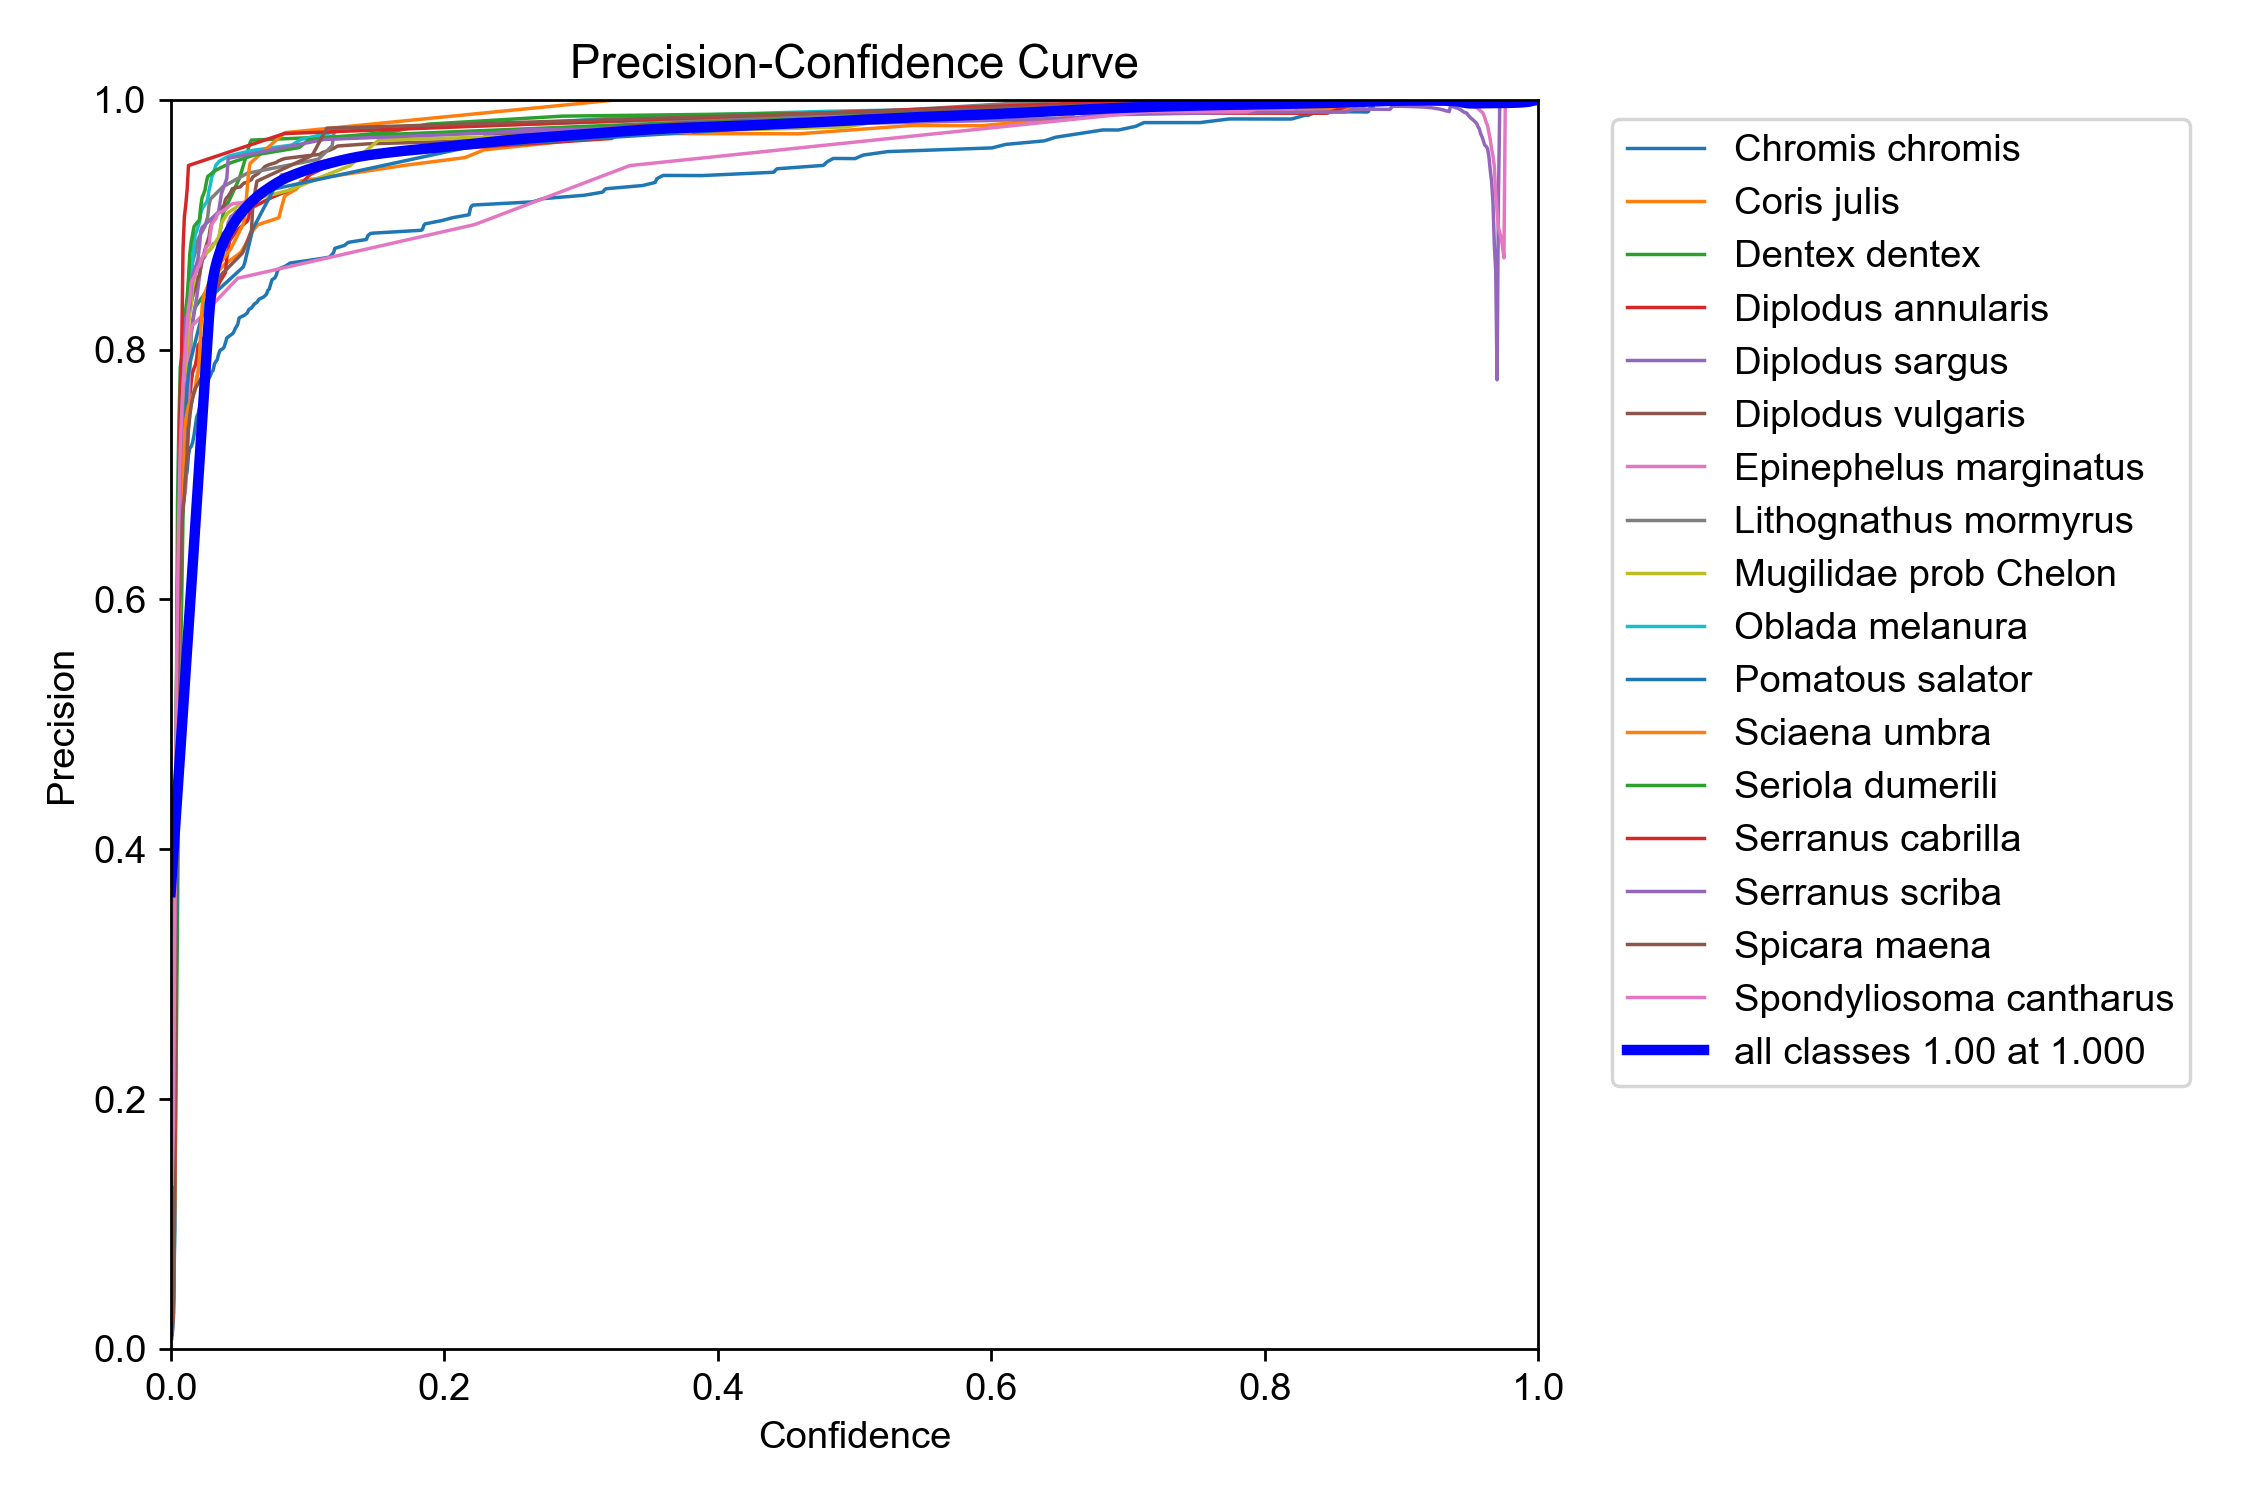 Precision-Confidence Curve
1.0
0.8
0.6
0.4
0.2
0.0
Precision
0.0 0.2 0.4 0.6 0.8 1.0
Confidence
Chromis chromis
Coris julis
Dentex dentex
Diplodus annularis
Diplodus sargus
Diplodus vulgaris
Epinephelus marginatus
Lithognathus mormyrus
Mugilidae prob Chelon
Oblada melanura
Pomatous salator
Sciaena umbra
Seriola dumerili
Serranus cabrilla
Serranus scriba
Spicara maena
Spondyliosoma cantharus
all classes 1.00 at 1.000